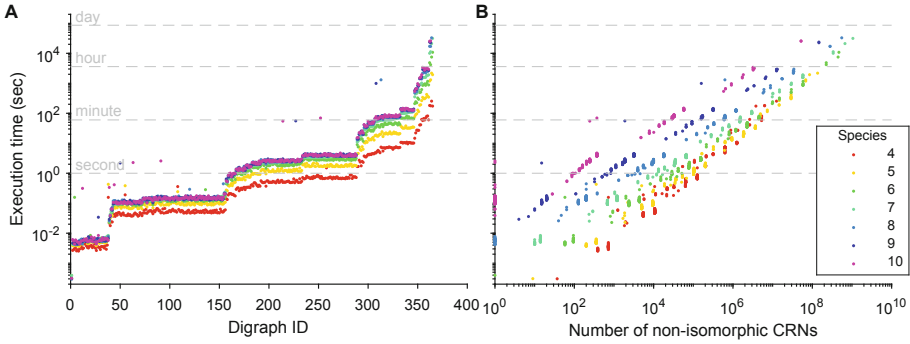 A
B
Execution time (sec)
10^4
10^2
10^0
10^-2
day
hour
minute
second
0
50
100
150
200
250
300
350
400
Digraph ID
10^0
10^2
10^4
10^6
10^8
10^10
Number of non-isomorphic CRNs
Species
4
5
6
7
8
9
10